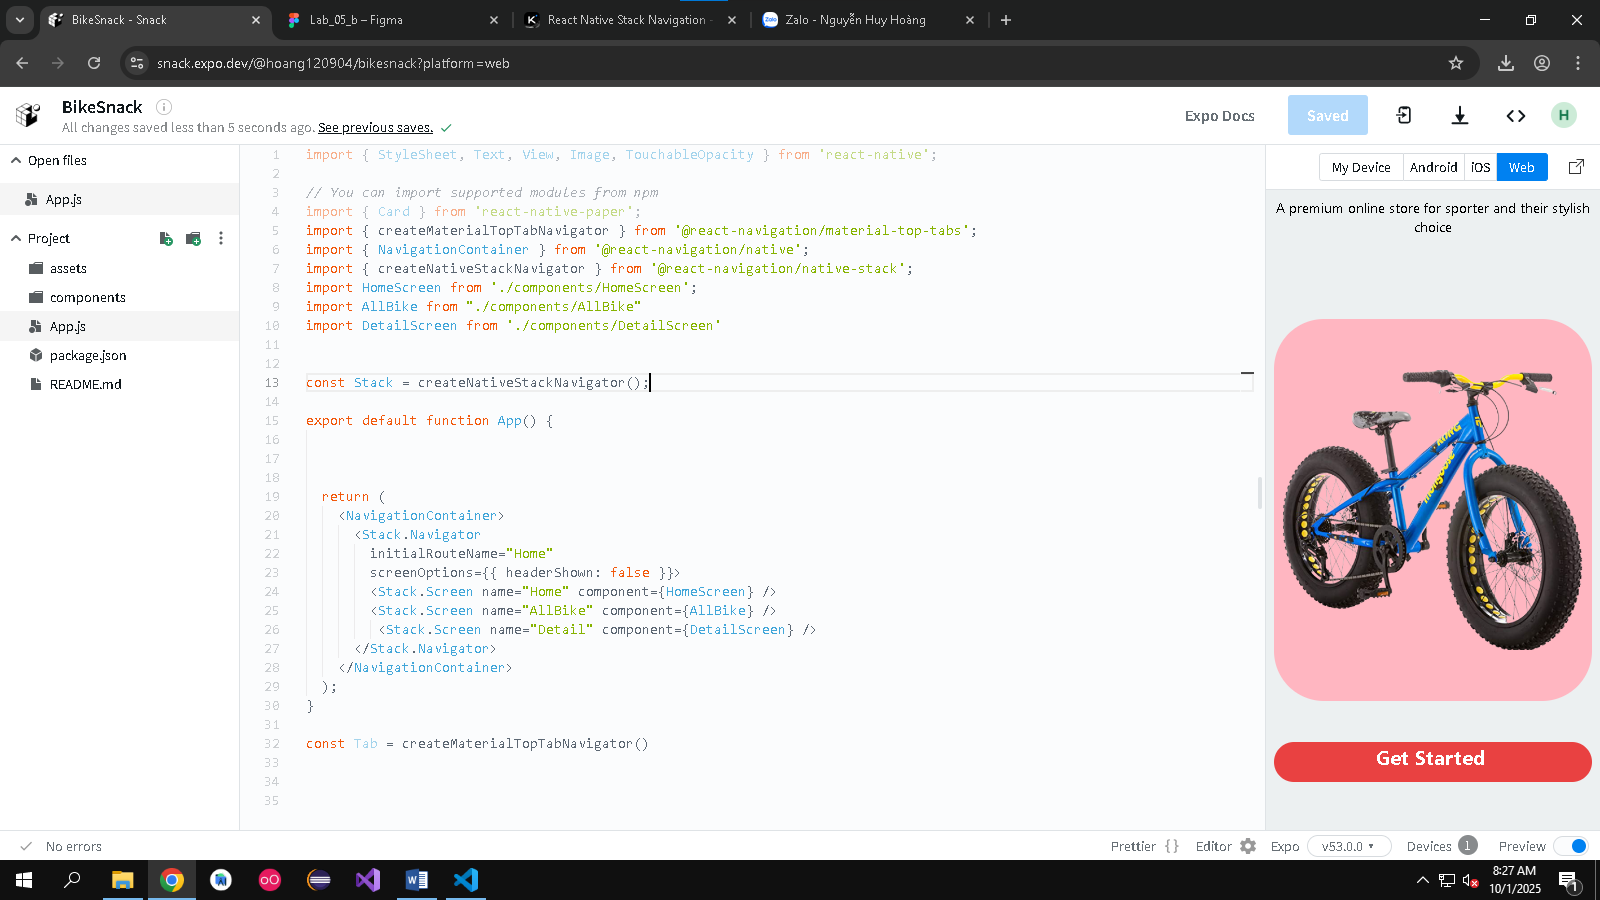 BikeSnack - Snack
Lab_05_b – Figma
React Native Stack Navigation -
Zalo - Nguyễn Huy Hoàng
snack.expo.dev/@hoang120904/bikesnack?platform=web
BikeSnack
All changes saved less than 5 seconds ago. See previous saves.
Expo Docs
Saved
H
Open files
App.js
Project
assets
components
App.js
package.json
README.md
1 import { StyleSheet, Text, View, Image, TouchableOpacity } from 'react-native';
2
3 // You can import supported modules from npm
4 import { Card } from 'react-native-paper';
5 import { createMaterialTopTabNavigator } from '@react-navigation/material-top-tabs';
6 import { NavigationContainer } from '@react-navigation/native';
7 import { createNativeStackNavigator } from '@react-navigation/native-stack';
8 import HomeScreen from './components/HomeScreen';
9 import AllBike from "./components/AllBike"
10 import DetailScreen from './components/DetailScreen'
11
12
13 const Stack = createNativeStackNavigator();
14
15 export default function App() {
16
17
18
19 return (
20 <NavigationContainer>
21 <Stack.Navigator
22 initialRouteName="Home"
23 screenOptions={{ headerShown: false }}>
24 <Stack.Screen name="Home" component={HomeScreen} />
25 <Stack.Screen name="AllBike" component={AllBike} />
26 <Stack.Screen name="Detail" component={DetailScreen} />
27 </Stack.Navigator>
28 </NavigationContainer>
29 );
30 }
31
32 const Tab = createMaterialTopTabNavigator()
33
34
35
My Device
Android
iOS
Web
A premium online store for sporter and their stylish
choice
KING
mongoose
Get Started
No errors
Prettier { }
Editor
Expo
v53.0.0
Devices 1
Preview
8:27 AM
10/1/2025
1